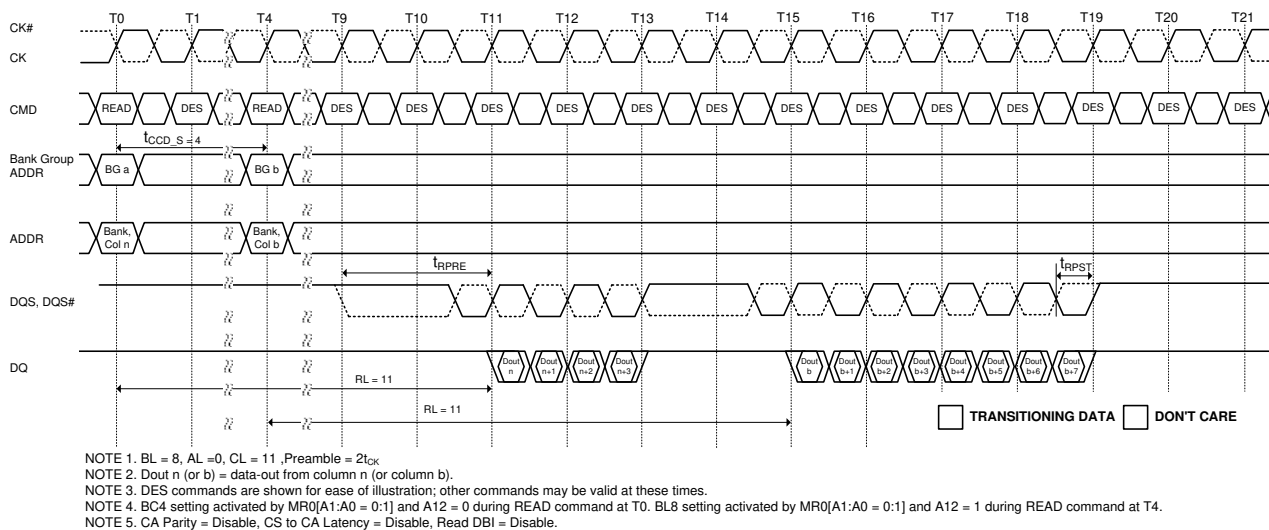 T0 T1 T4 T9 T10 T11 T12 T13 T14 T15 T16 T17 T18 T19 T20 T21
CK#
CK
CMD READ DES READ DES DES DES DES DES DES DES DES DES DES DES DES DES
tCCD_S = 4
Bank Group
ADDR
BG a BG b
ADDR
Bank,
Col n
Bank,
Col b
tRPRE tRPST
DQS, DQS#
DQ
Dout
n
Dout
n+1
Dout
n+2
Dout
n+3
Dout
b
Dout
b+1
Dout
b+2
Dout
b+3
Dout
b+4
Dout
b+5
Dout
b+6
Dout
b+7
RL = 11
RL = 11
TRANSITIONING DATA DON'T CARE
NOTE 1. BL = 8, AL =0, CL = 11 ,Preamble = 2tCK
NOTE 2. Dout n (or b) = data-out from column n (or column b).
NOTE 3. DES commands are shown for ease of illustration; other commands may be valid at these times.
NOTE 4. BC4 setting activated by MR0[A1:A0 = 0:1] and A12 = 0 during READ command at T0. BL8 setting activated by MR0[A1:A0 = 0:1] and A12 = 1 during READ command at T4.
NOTE 5. CA Parity = Disable, CS to CA Latency = Disable, Read DBI = Disable.